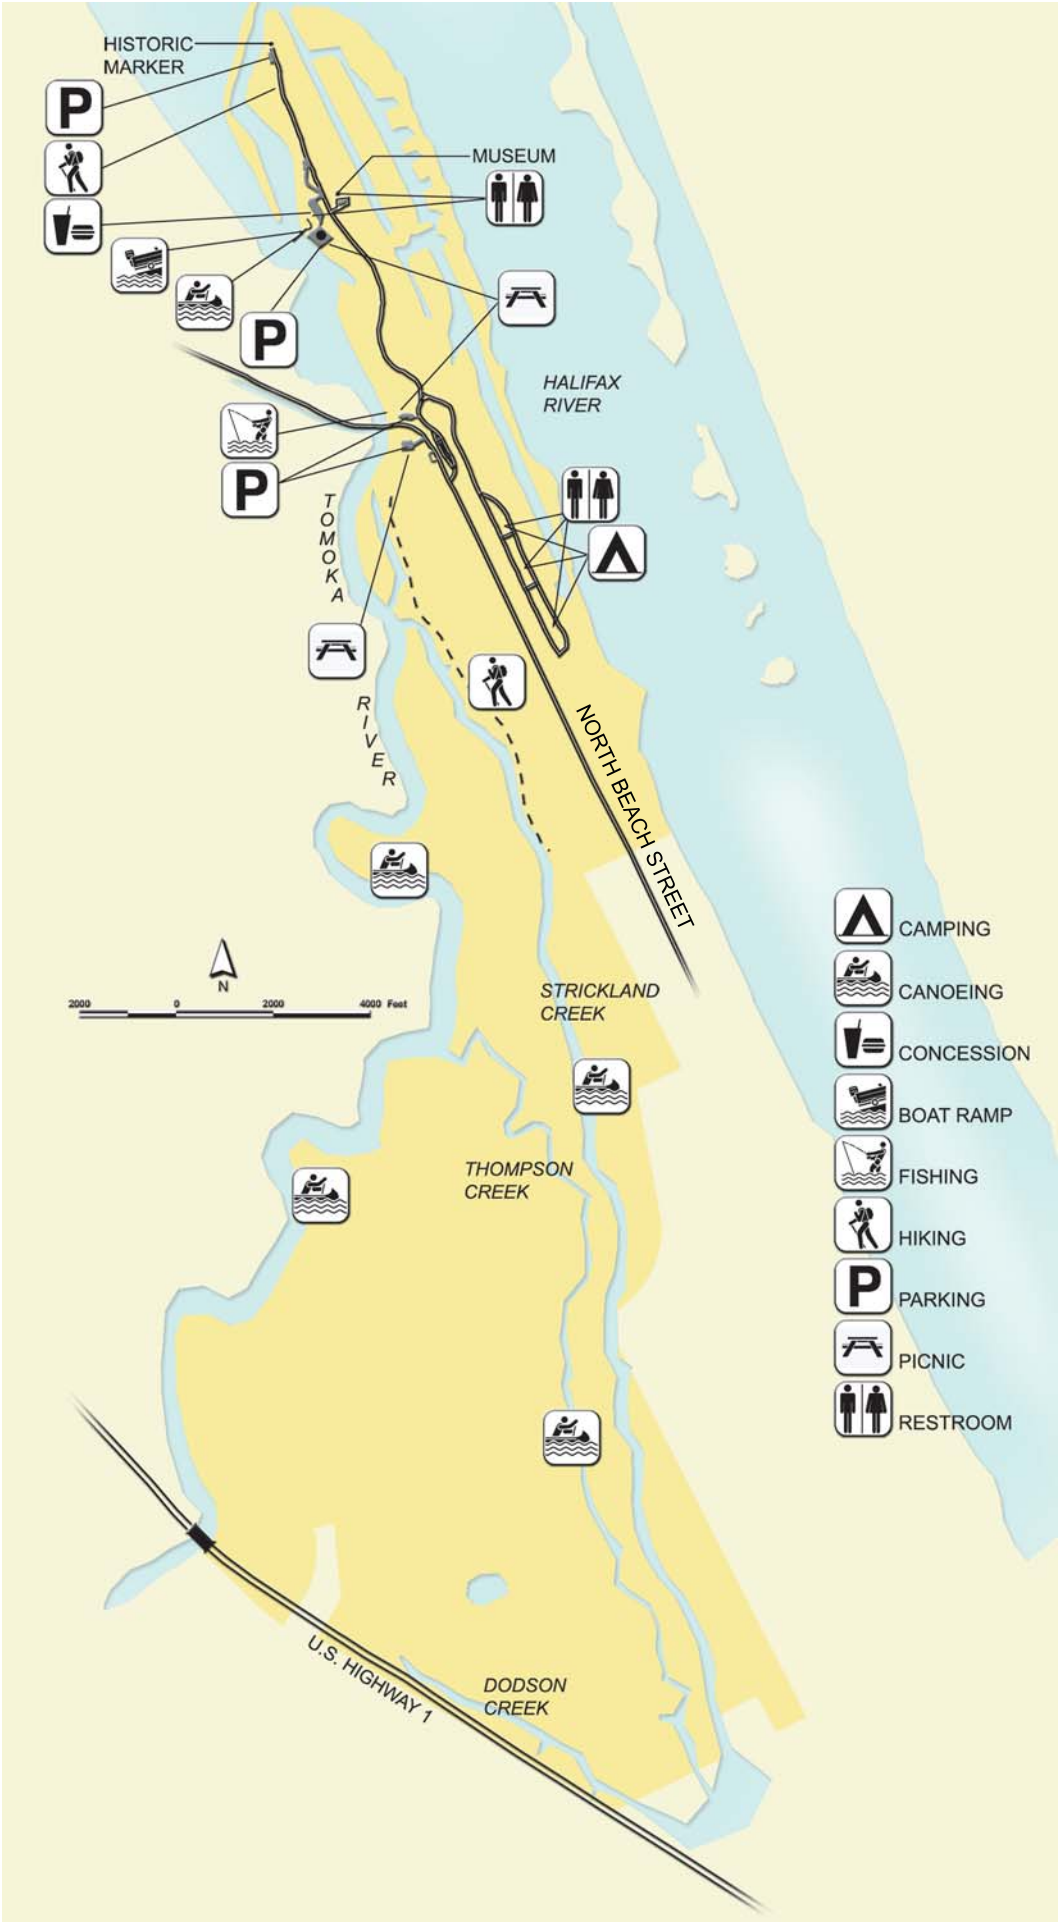 HISTORIC
MARKER
P
MUSEUM
P
HALIFAX
RIVER
P
TOMOKA
RIVER
NORTH BEACH STREET
N
2000 0 2000 4000 Feet
STRICKLAND
CREEK
THOMPSON
CREEK
U.S. HIGHWAY 1
DODSON
CREEK
CAMPING
CANOEING
CONCESSION
BOAT RAMP
FISHING
HIKING
P PARKING
PICNIC
RESTROOM